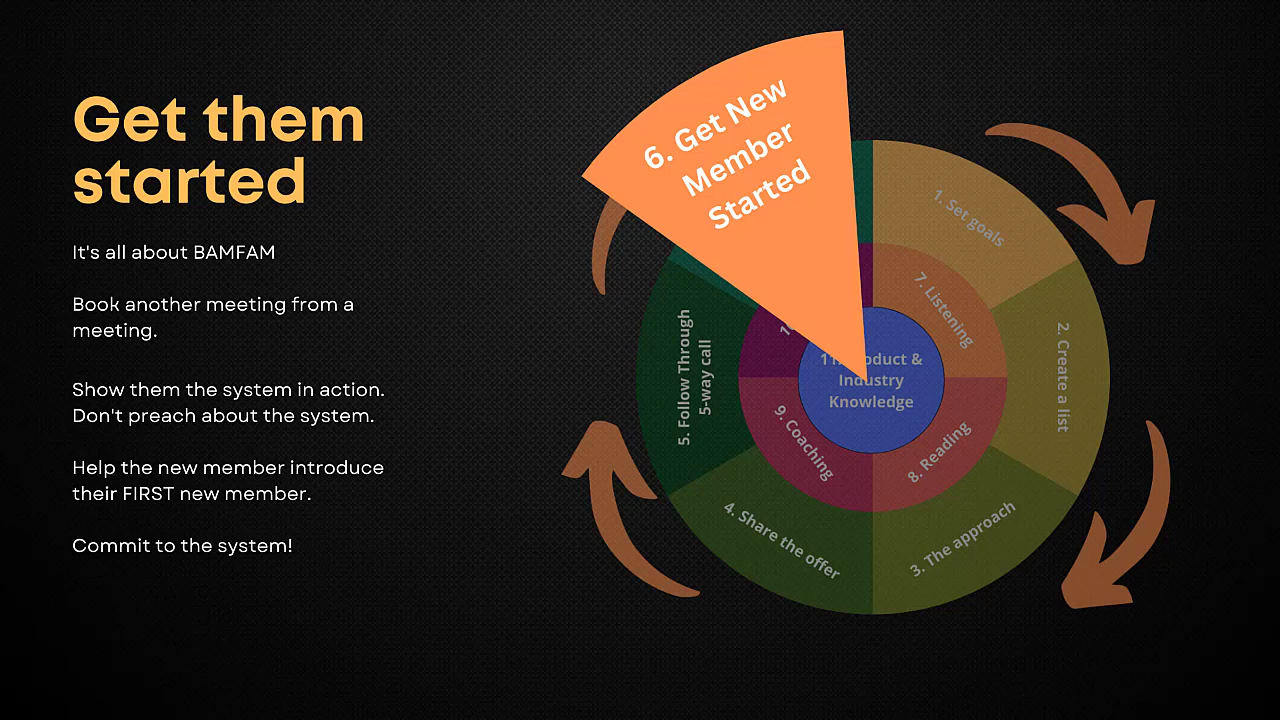 Get them
started
It's all about BAMFAM
Book another meeting from a
meeting.
Show them the system in action.
Don't preach about the system.
Help the new member introduce
their FIRST new member.
Commit to the system!
6. Get New
Member
Started
1. Set goals
2. Create a list
3. The approach
4. Share the offer
5. Follow Through
5-way call
7. Listening
8. Reading
9. Coaching
&
Industry
Knowledge